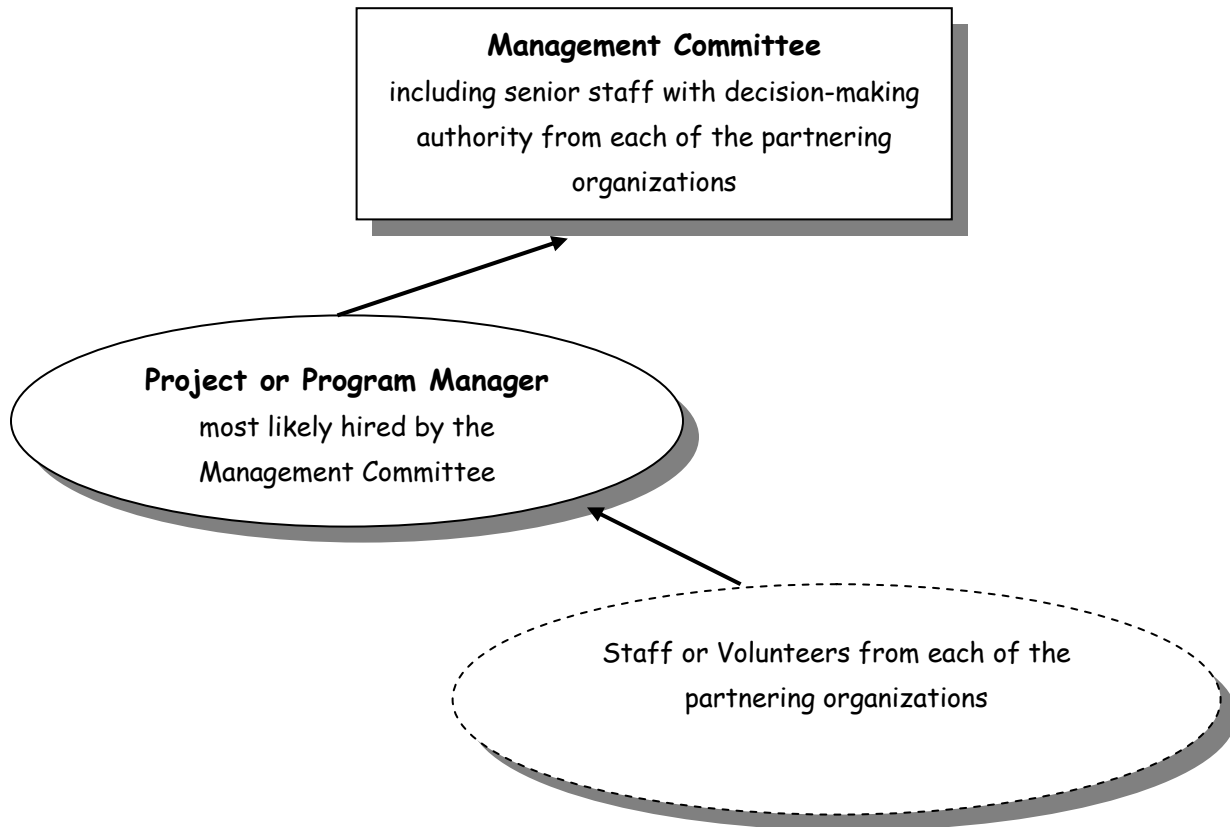 Management Committee
including senior staff with decision-making
authority from each of the partnering
organizations
Project or Program Manager
most likely hired by the
Management Committee
Staff or Volunteers from each of the
partnering organizations